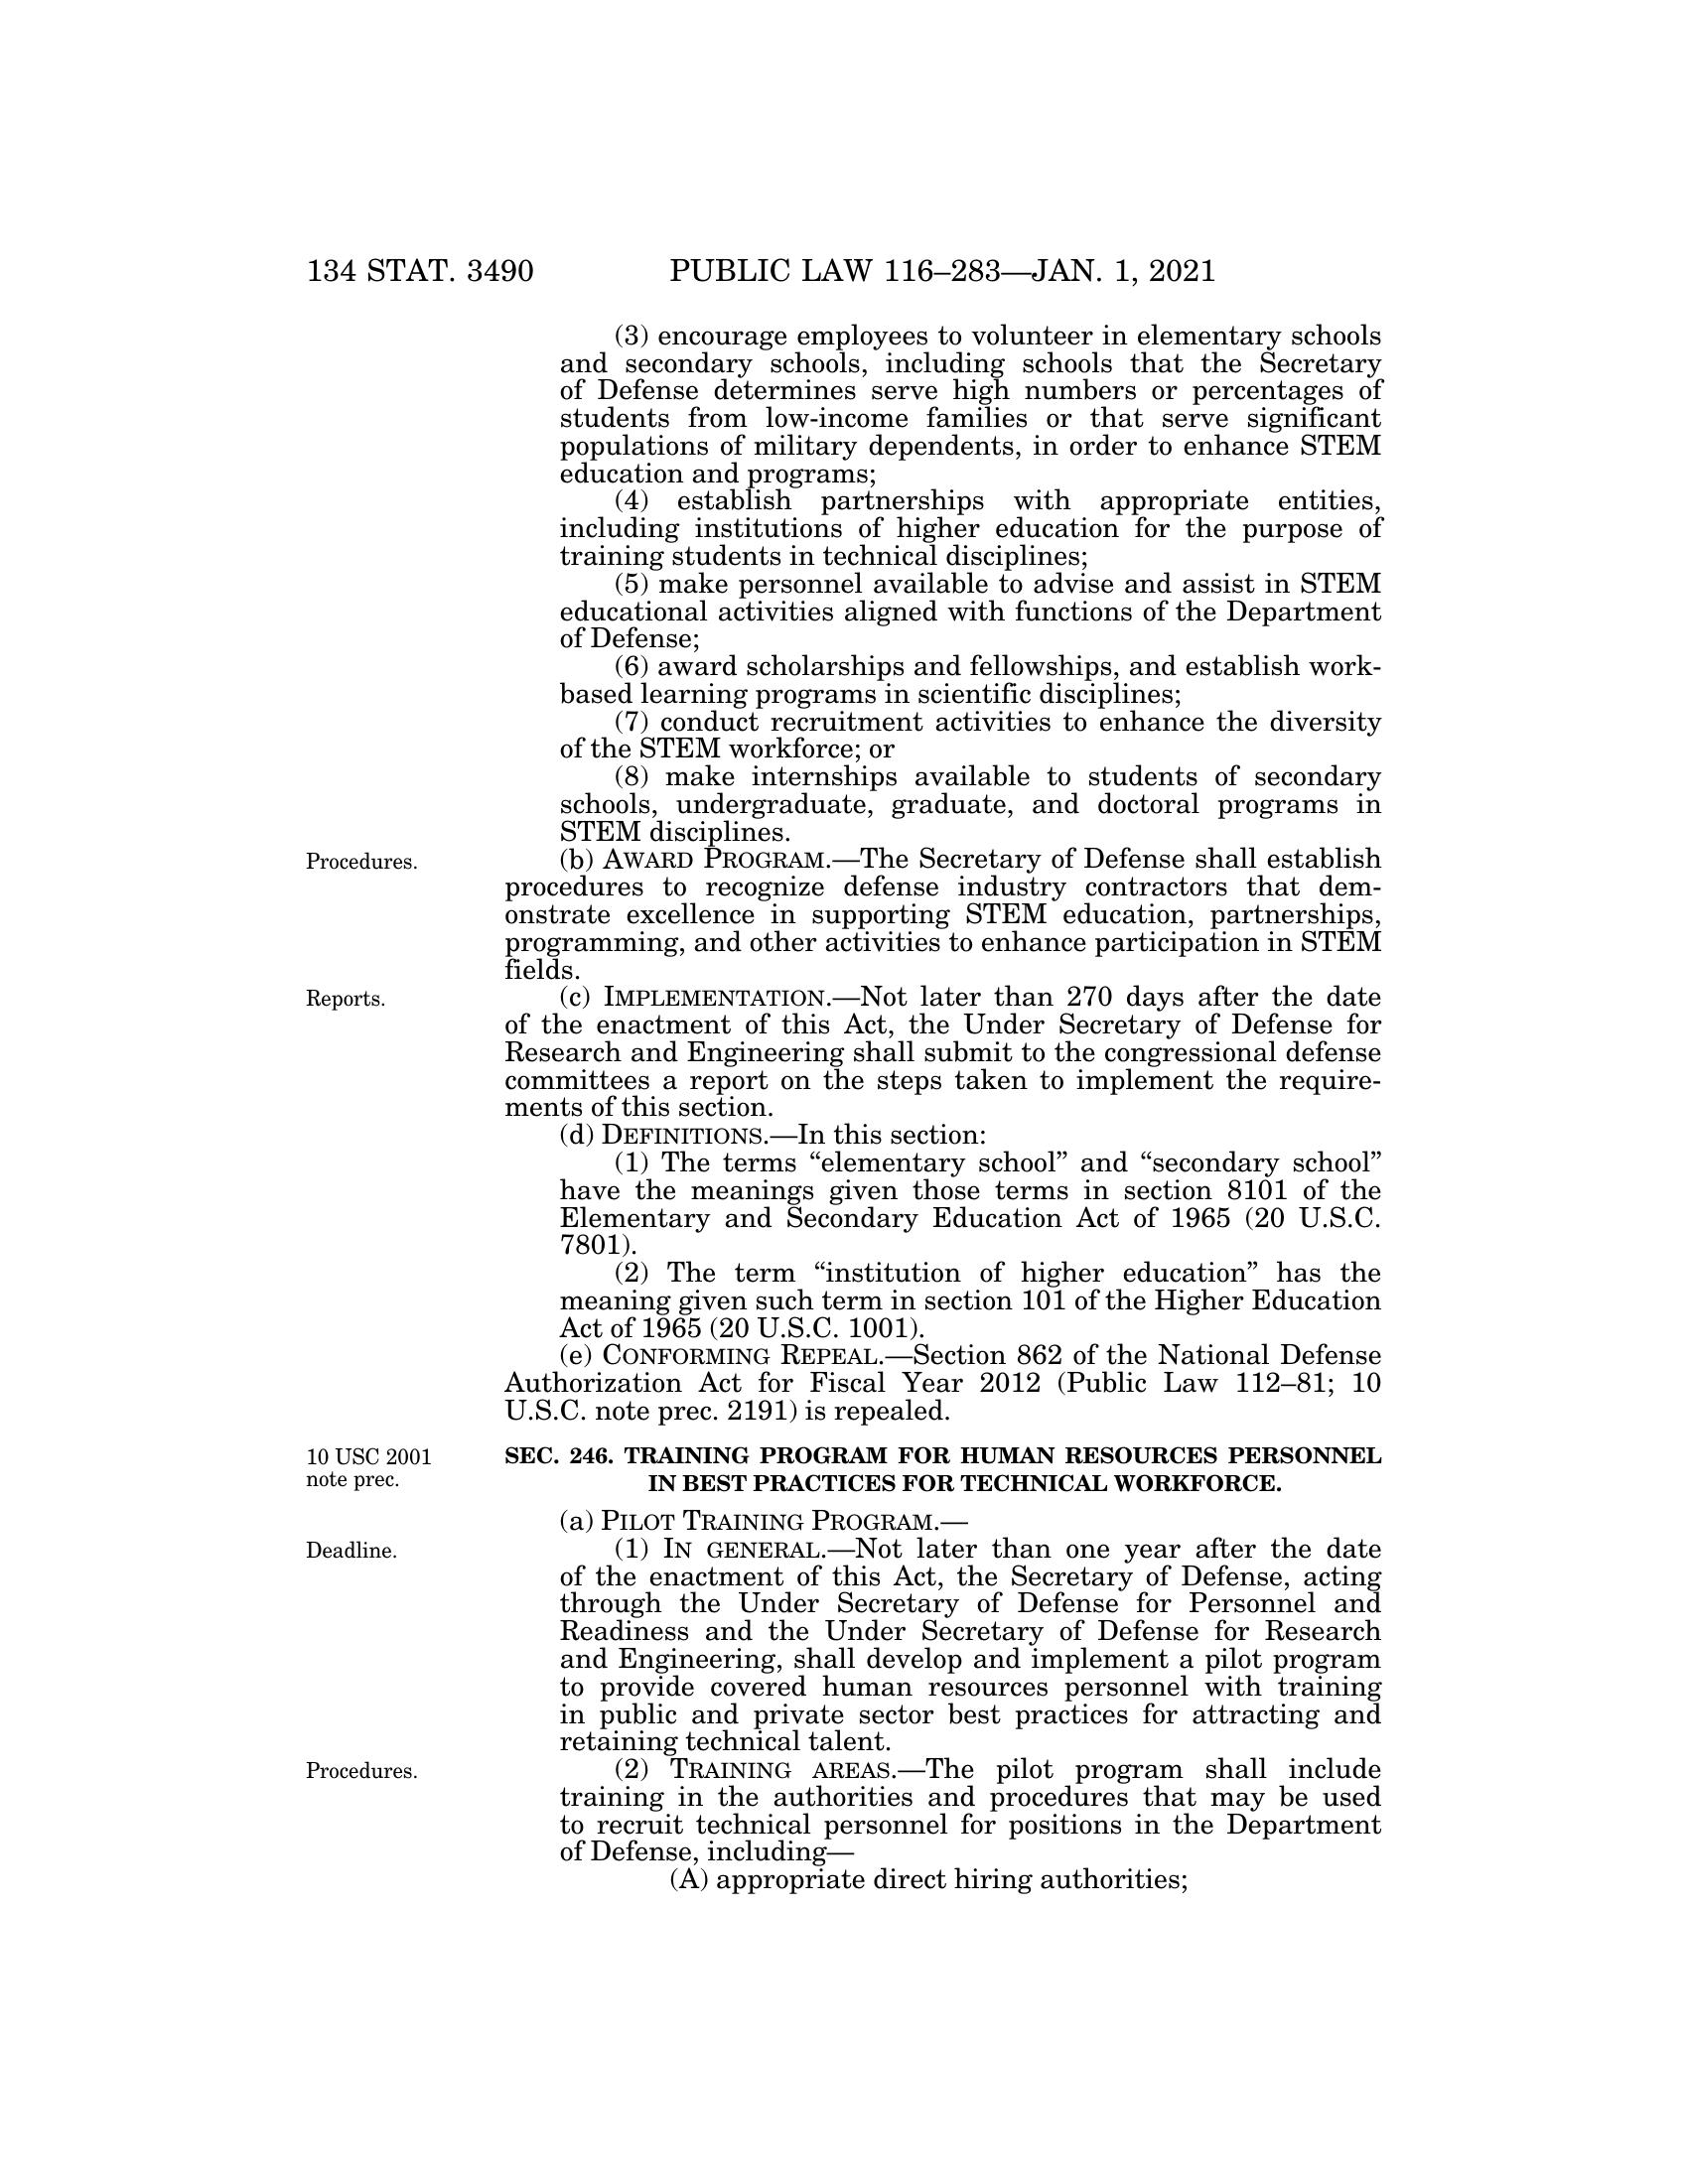 134 STAT. 3490 PUBLIC LAW 116–283—JAN. 1, 2021
(3) encourage employees to volunteer in elementary schools
and secondary schools, including schools that the Secretary
of Defense determines serve high numbers or percentages of
students from low-income families or that serve significant
populations of military dependents, in order to enhance STEM
education and programs;
(4) establish partnerships with appropriate entities,
including institutions of higher education for the purpose of
training students in technical disciplines;
(5) make personnel available to advise and assist in STEM
educational activities aligned with functions of the Department
of Defense;
(6) award scholarships and fellowships, and establish work-
based learning programs in scientific disciplines;
(7) conduct recruitment activities to enhance the diversity
of the STEM workforce; or
(8) make internships available to students of secondary
schools, undergraduate, graduate, and doctoral programs in
STEM disciplines.
Procedures.
(b) AWARD PROGRAM.—The Secretary of Defense shall establish
procedures to recognize defense industry contractors that dem-
onstrate excellence in supporting STEM education, partnerships,
programming, and other activities to enhance participation in STEM
fields.
Reports.
(c) IMPLEMENTATION.—Not later than 270 days after the date
of the enactment of this Act, the Under Secretary of Defense for
Research and Engineering shall submit to the congressional defense
committees a report on the steps taken to implement the require-
ments of this section.
(d) DEFINITIONS.—In this section:
(1) The terms “elementary school” and “secondary school”
have the meanings given those terms in section 8101 of the
Elementary and Secondary Education Act of 1965 (20 U.S.C.
7801).
(2) The term “institution of higher education” has the
meaning given such term in section 101 of the Higher Education
Act of 1965 (20 U.S.C. 1001).
(e) CONFORMING REPEAL.—Section 862 of the National Defense
Authorization Act for Fiscal Year 2012 (Public Law 112–81; 10
U.S.C. note prec. 2191) is repealed.
10 USC 2001
note prec.
SEC. 246. TRAINING PROGRAM FOR HUMAN RESOURCES PERSONNEL
IN BEST PRACTICES FOR TECHNICAL WORKFORCE.
(a) PILOT TRAINING PROGRAM.—
Deadline.
(1) IN GENERAL.—Not later than one year after the date
of the enactment of this Act, the Secretary of Defense, acting
through the Under Secretary of Defense for Personnel and
Readiness and the Under Secretary of Defense for Research
and Engineering, shall develop and implement a pilot program
to provide covered human resources personnel with training
in public and private sector best practices for attracting and
retaining technical talent.
Procedures.
(2) TRAINING AREAS.—The pilot program shall include
training in the authorities and procedures that may be used
to recruit technical personnel for positions in the Department
of Defense, including—
(A) appropriate direct hiring authorities;